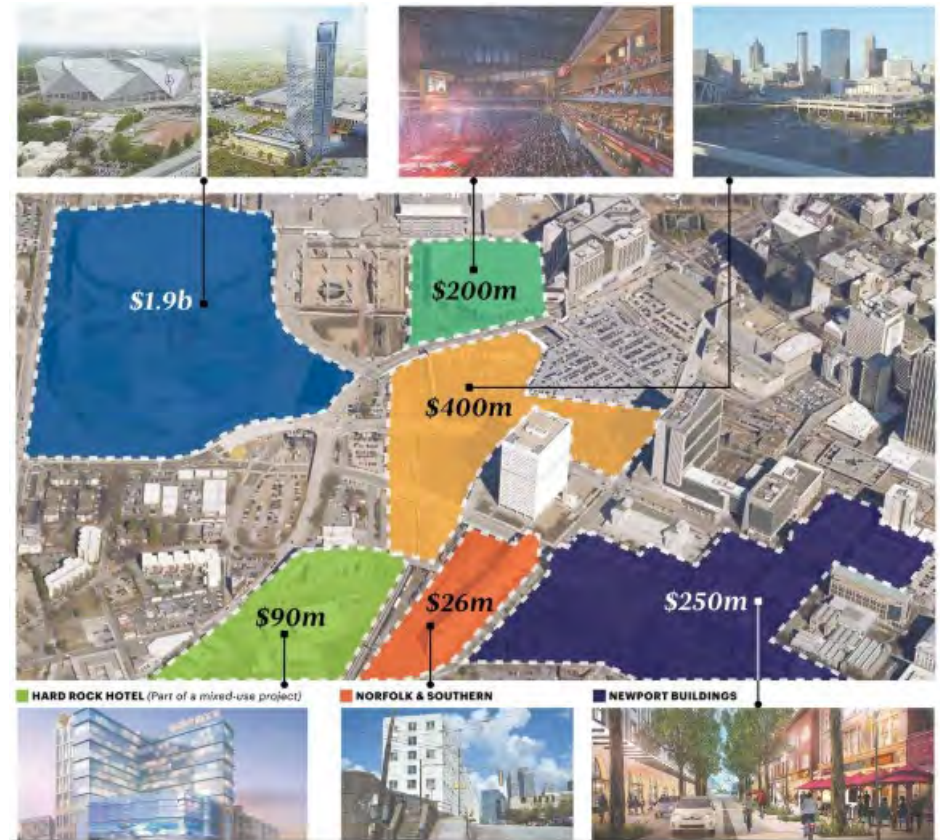 $1.9b
$200m
$400m
$90m
$26m
$250m
HARD ROCK HOTEL (Part of a mixed-use project)
NORFOLK & SOUTHERN
NEWPORT BUILDINGS